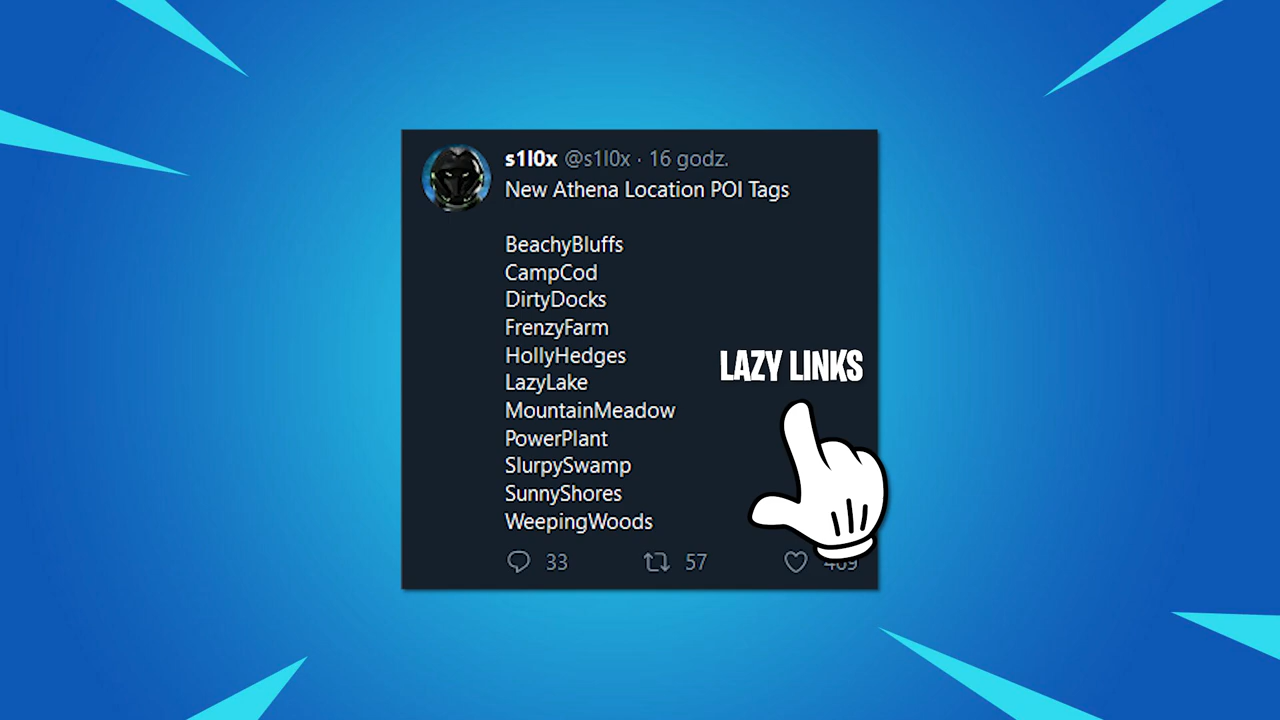 s1l0x @s1l0x · 16 godz.
New Athena Location POI Tags
BeachyBluffs
CampCod
DirtyDocks
FrenzyFarm
HollyHedges
LazyLake
MountainMeadow
PowerPlant
SlurpySwamp
SunnyShores
WeepingWoods
LAZY LINKS
33 57